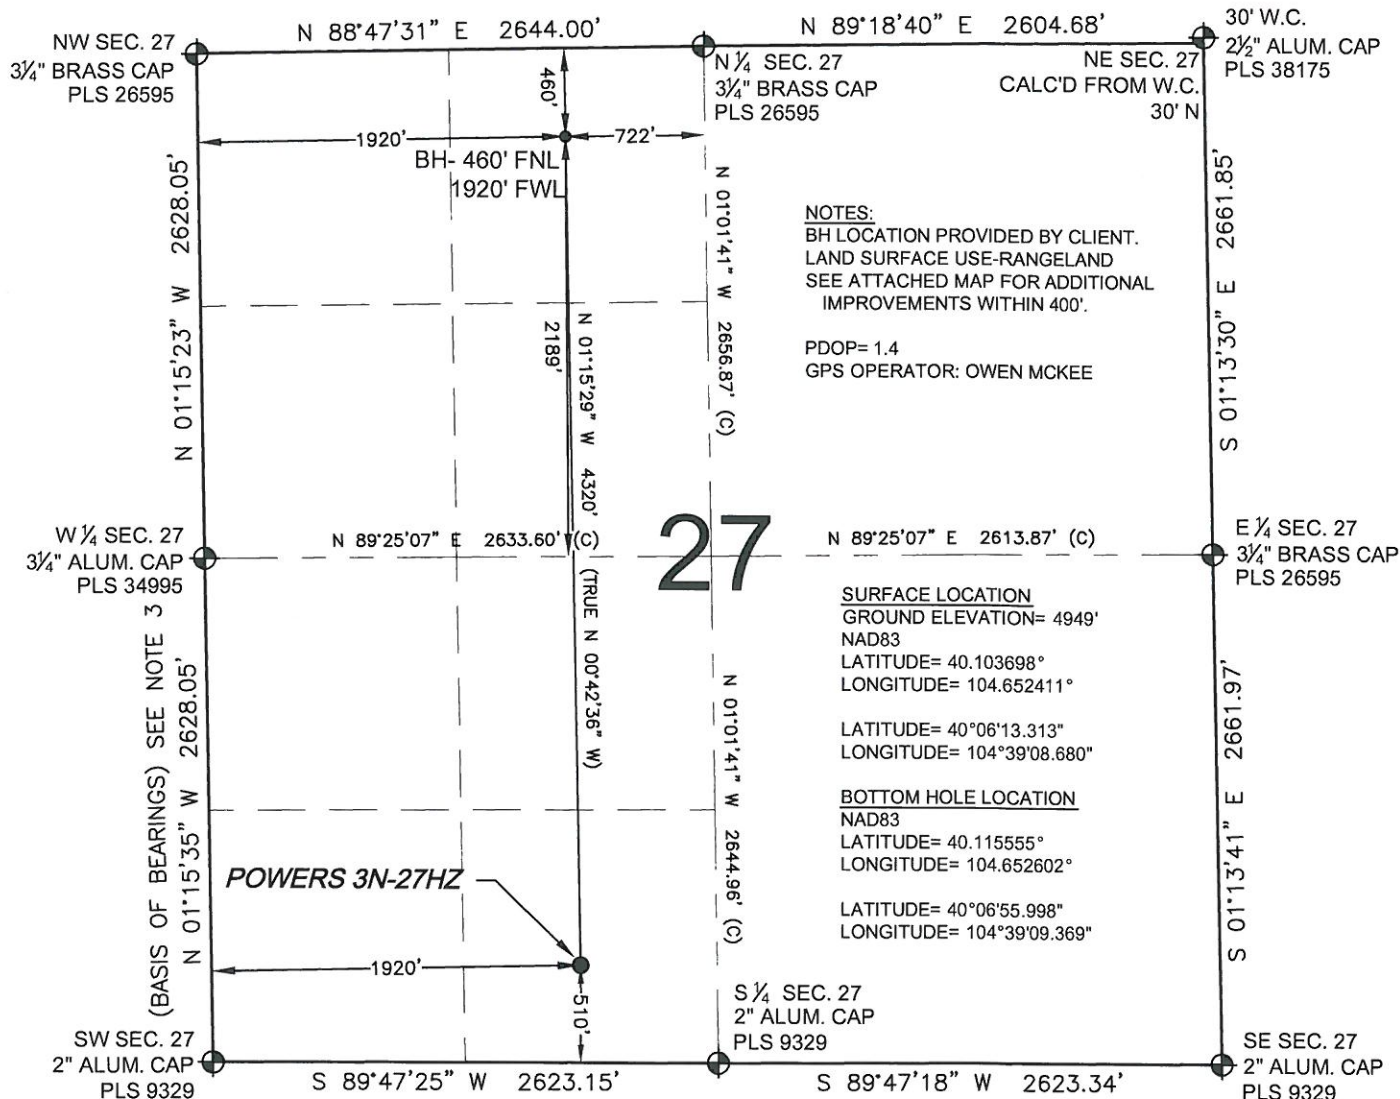 N 88°47'31" E 2644.00'
N 89°18'40" E 2604.68'
30' W.C.
2½" ALUM. CAP
PLS 38175
NW SEC. 27
3¼" BRASS CAP
PLS 26595
N ¼ SEC. 27
3¼" BRASS CAP
PLS 26595
NE SEC. 27
CALC'D FROM W.C.
30' N
460'
1920'
722'
BH- 460' FNL
1920' FWL
N 01°15'23" W 2628.05'
N 01°01'41" W 2656.87' (C)
S 01°13'30" E 2661.85'
NOTES:
BH LOCATION PROVIDED BY CLIENT.
LAND SURFACE USE-RANGELAND
SEE ATTACHED MAP FOR ADDITIONAL
IMPROVEMENTS WITHIN 400'.
PDOP= 1.4
GPS OPERATOR: OWEN MCKEE
2189'
N 01°15'29" W 4320'
(TRUE N 00°42'36" W)
W ¼ SEC. 27
3¼" ALUM. CAP
PLS 34995
N 89°25'07" E 2633.60' (C)
27
N 89°25'07" E 2613.87' (C)
E ¼ SEC. 27
3¼" BRASS CAP
PLS 26595
SURFACE LOCATION
GROUND ELEVATION= 4949'
NAD83
LATITUDE= 40.103698°
LONGITUDE= 104.652411°
LATITUDE= 40°06'13.313"
LONGITUDE= 104°39'08.680"
BOTTOM HOLE LOCATION
NAD83
LATITUDE= 40.115555°
LONGITUDE= 104.652602°
LATITUDE= 40°06'55.998"
LONGITUDE= 104°39'09.369"
(BASIS OF BEARINGS) SEE NOTE 3
N 01°15'35" W 2628.05'
N 01°01'41" W 2644.96' (C)
S 01°13'41" E 2661.97'
POWERS 3N-27HZ
1920'
510'
SW SEC. 27
2" ALUM. CAP
PLS 9329
S ¼ SEC. 27
2" ALUM. CAP
PLS 9329
SE SEC. 27
2" ALUM. CAP
PLS 9329
S 89°47'25" W 2623.15'
S 89°47'18" W 2623.34'